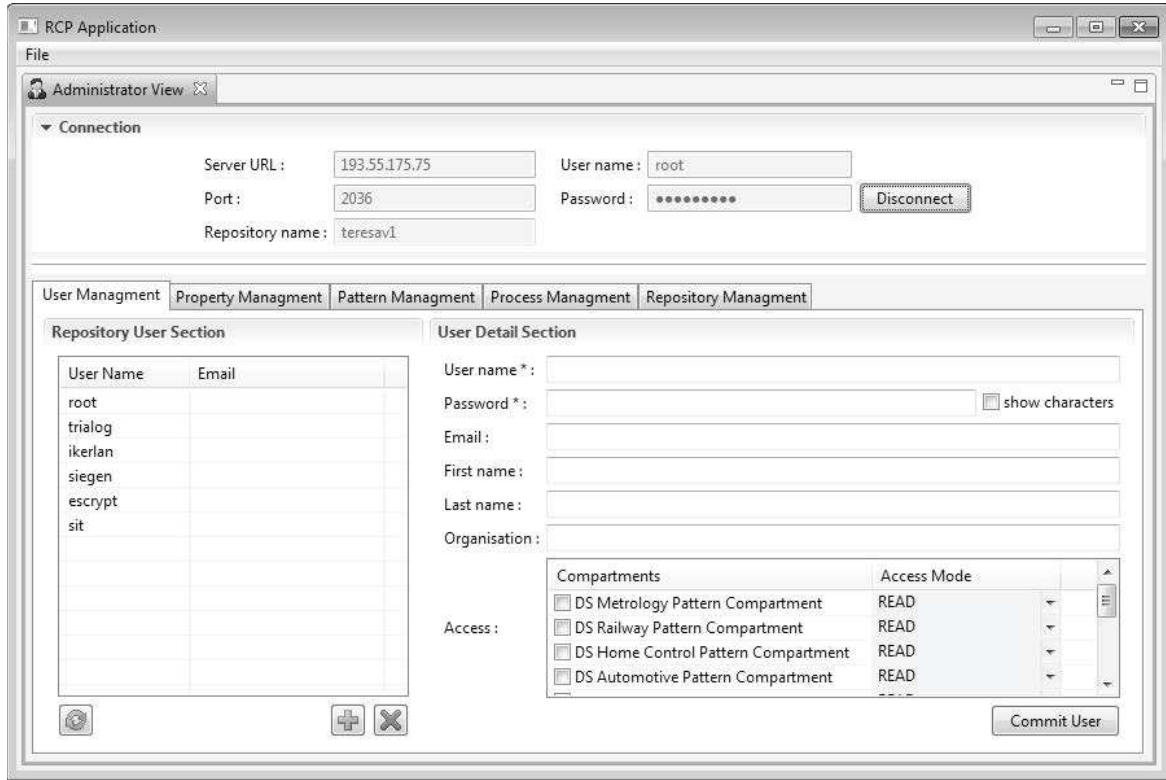 RCP Application
File
Administrator View
Connection
Server URL : 193.55.175.75 User name : root
Port : 2036 Password : ●●●●●●●●● Disconnect
Repository name : teresav1
User Managment Property Managment Pattern Managment Process Managment Repository Managment
Repository User Section
User Name Email
root
trialog
ikerlan
siegen
escrypt
sit
User Detail Section
User name * :
Password * : show characters
Email :
First name :
Last name :
Organisation :
Access :
Compartments Access Mode
DS Metrology Pattern Compartment READ
DS Railway Pattern Compartment READ
DS Home Control Pattern Compartment READ
DS Automotive Pattern Compartment READ
Commit User